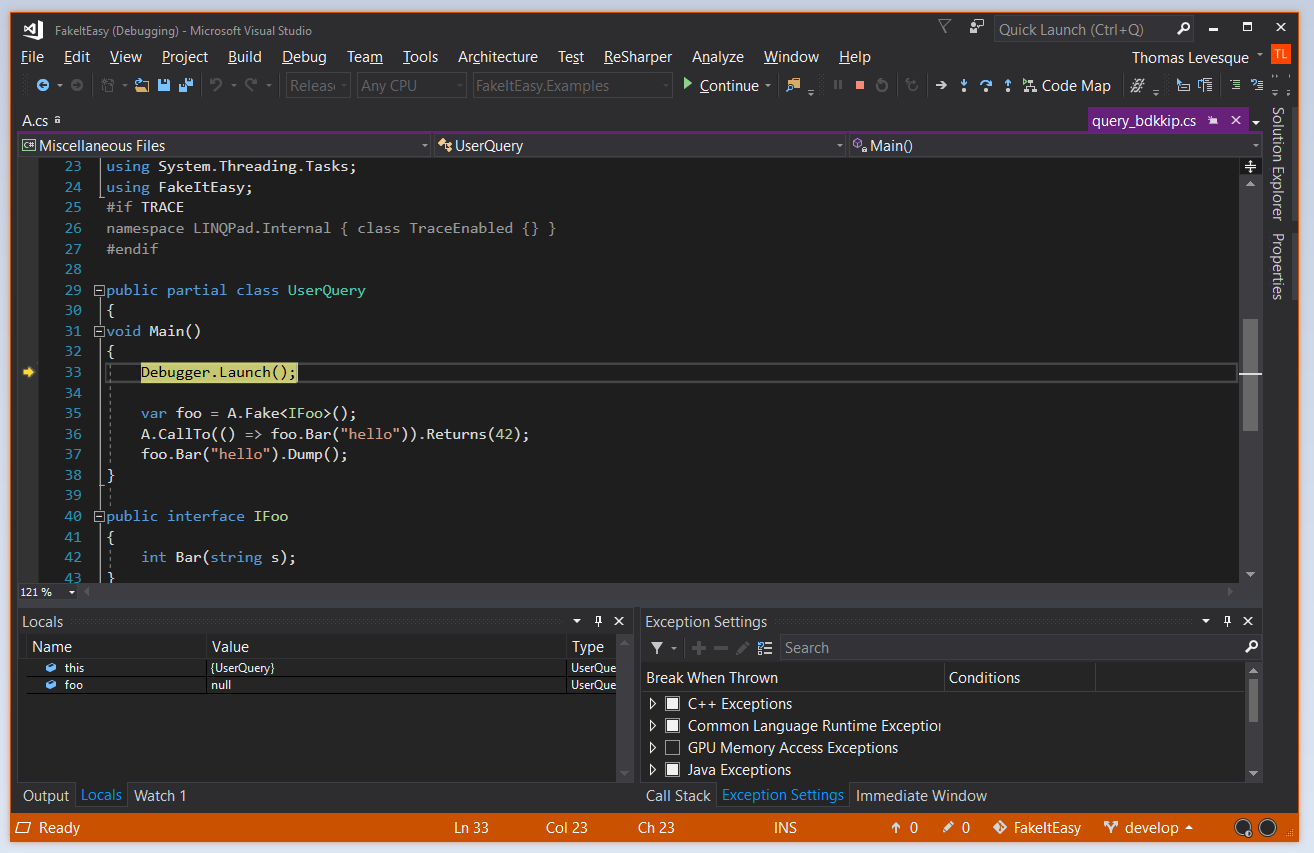 FakeItEasy (Debugging) - Microsoft Visual Studio
Quick Launch (Ctrl+Q)
File Edit View Project Build Debug Team Tools Architecture Test ReSharper Analyze Window Help
Thomas Levesque TL
Releas Any CPU FakeItEasy.Examples Continue Code Map
A.cs query_bdkkip.cs
C# Miscellaneous Files UserQuery Main()
23 using System.Threading.Tasks;
24 using FakeItEasy;
25 #if TRACE
26 namespace LINQPad.Internal { class TraceEnabled {} }
27 #endif
28
29 public partial class UserQuery
30 {
31 void Main()
32 {
33 Debugger.Launch();
34
35 var foo = A.Fake<IFoo>();
36 A.CallTo(() => foo.Bar("hello")).Returns(42);
37 foo.Bar("hello").Dump();
38 }
39
40 public interface IFoo
41 {
42 int Bar(string s);
43 }
Solution Explorer
Properties
121 %
Locals
Name Value Type
this {UserQuery} UserQue
foo null UserQue
Output Locals Watch 1
Exception Settings
Search
Break When Thrown Conditions
C++ Exceptions
Common Language Runtime Exception
GPU Memory Access Exceptions
Java Exceptions
Call Stack Exception Settings Immediate Window
Ready Ln 33 Col 23 Ch 23 INS 0 0 FakeItEasy develop